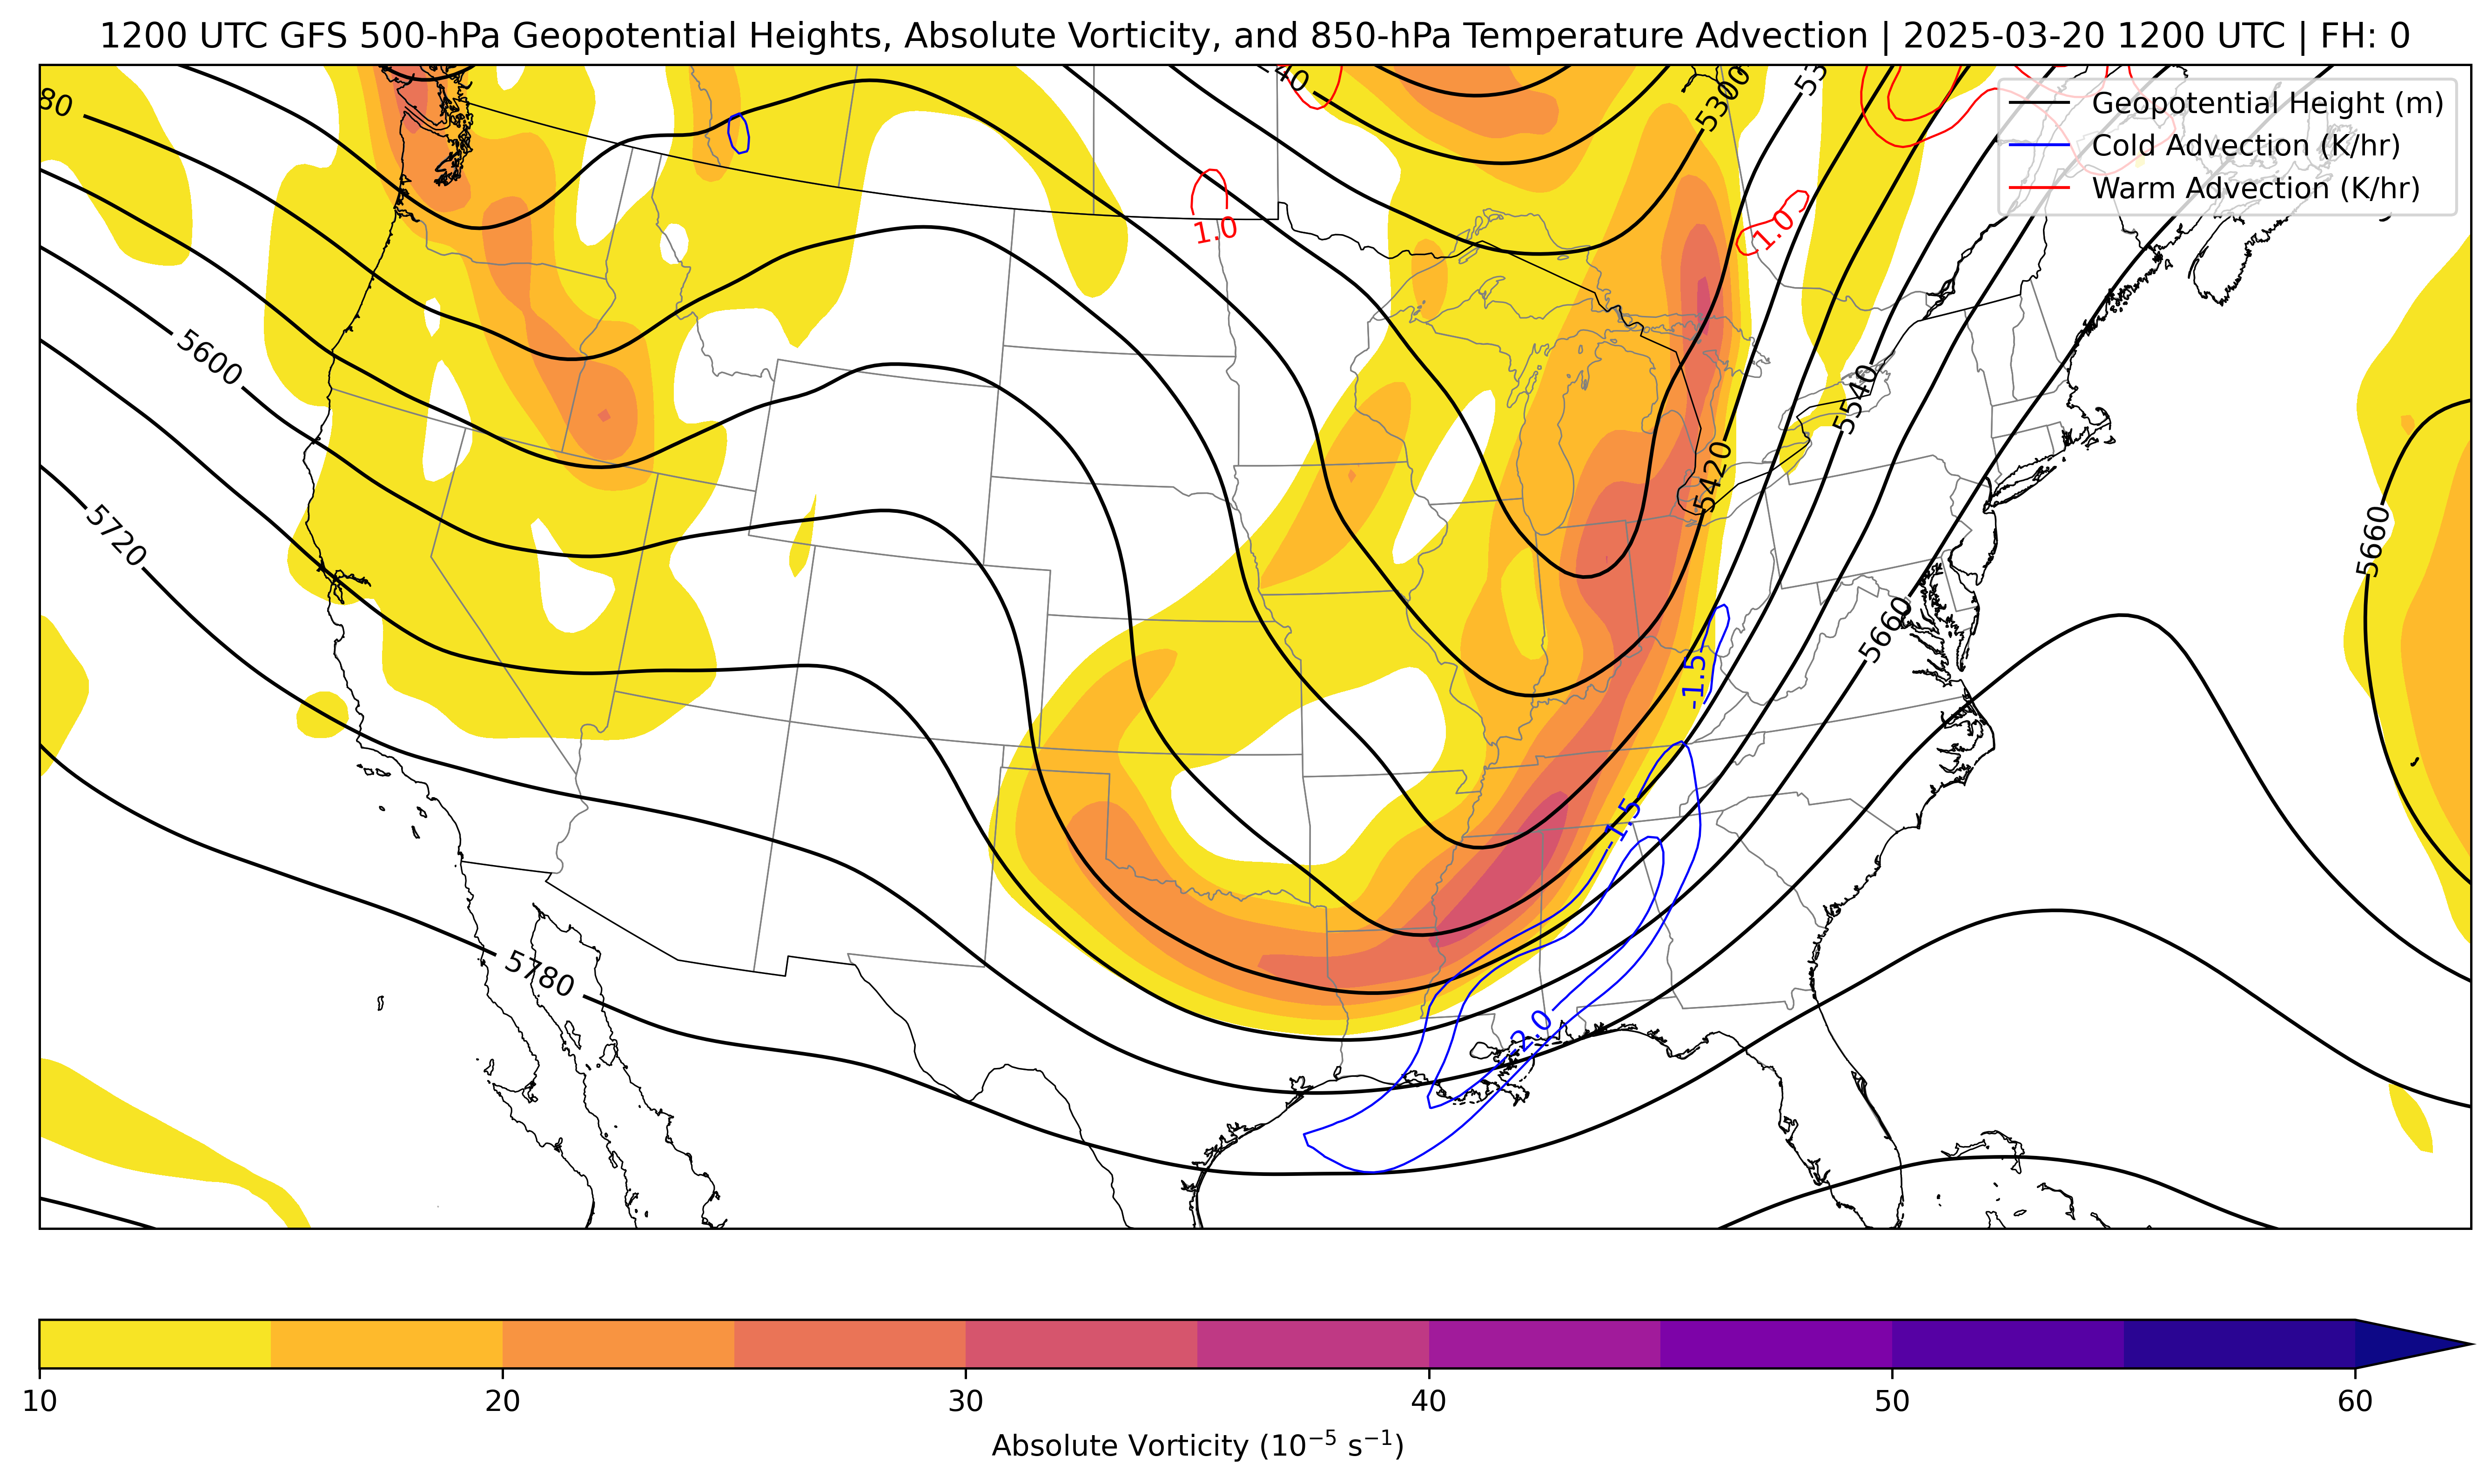 1200 UTC GFS 500-hPa Geopotential Heights, Absolute Vorticity, and 850-hPa Temperature Advection | 2025-03-20 1200 UTC | FH: 0
Geopotential Height (m)
Cold Advection (K/hr)
Warm Advection (K/hr)
80
40
5300
53
1.0
1.0
5600
5540
5420
5720
5660
5660
-1.5
-1.5
5780
-2.0
10 20 30 40 50 60
Absolute Vorticity (10⁻⁵ s⁻¹)